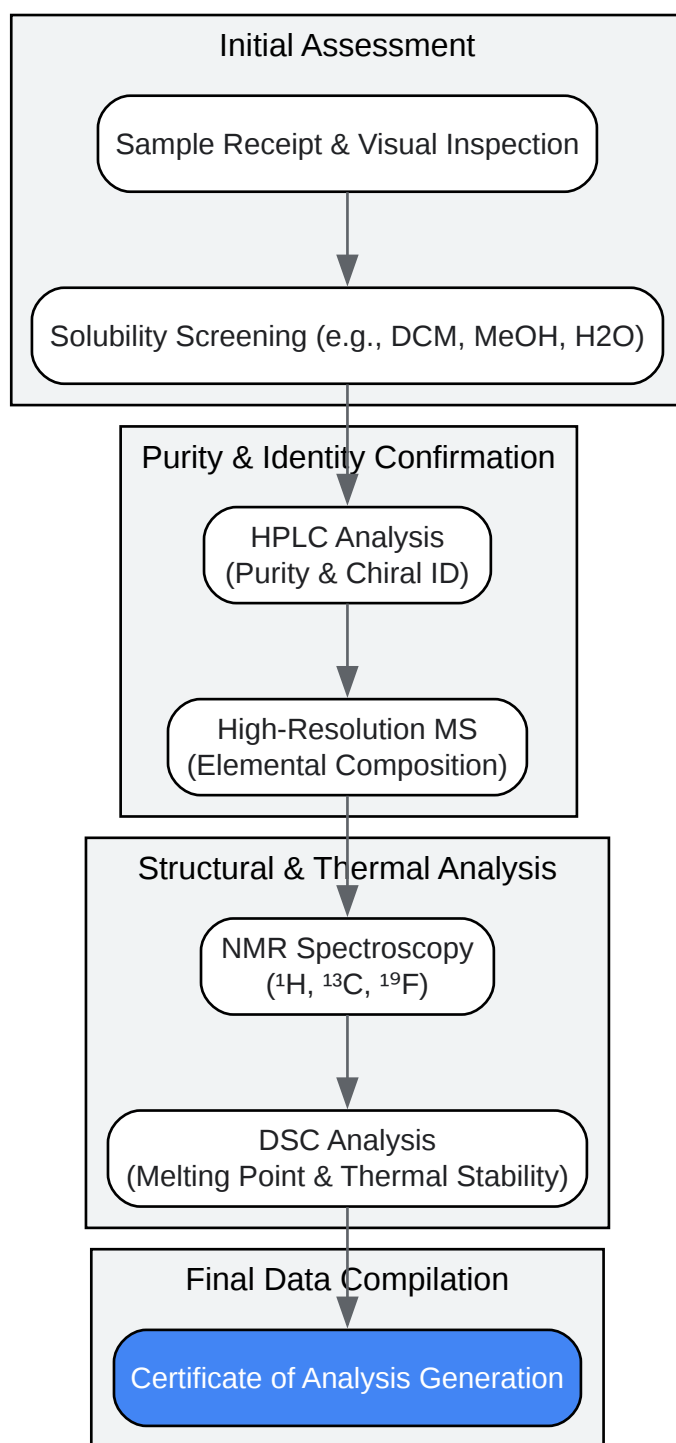 Initial Assessment
Sample Receipt & Visual Inspection
Solubility Screening (e.g., DCM, MeOH, H2O)
Purity & Identity Confirmation
HPLC Analysis
(Purity & Chiral ID)
High-Resolution MS
(Elemental Composition)
Structural & Thermal Analysis
NMR Spectroscopy
(¹H, ¹³C, ¹⁹F)
DSC Analysis
(Melting Point & Thermal Stability)
Final Data Compilation
Certificate of Analysis Generation